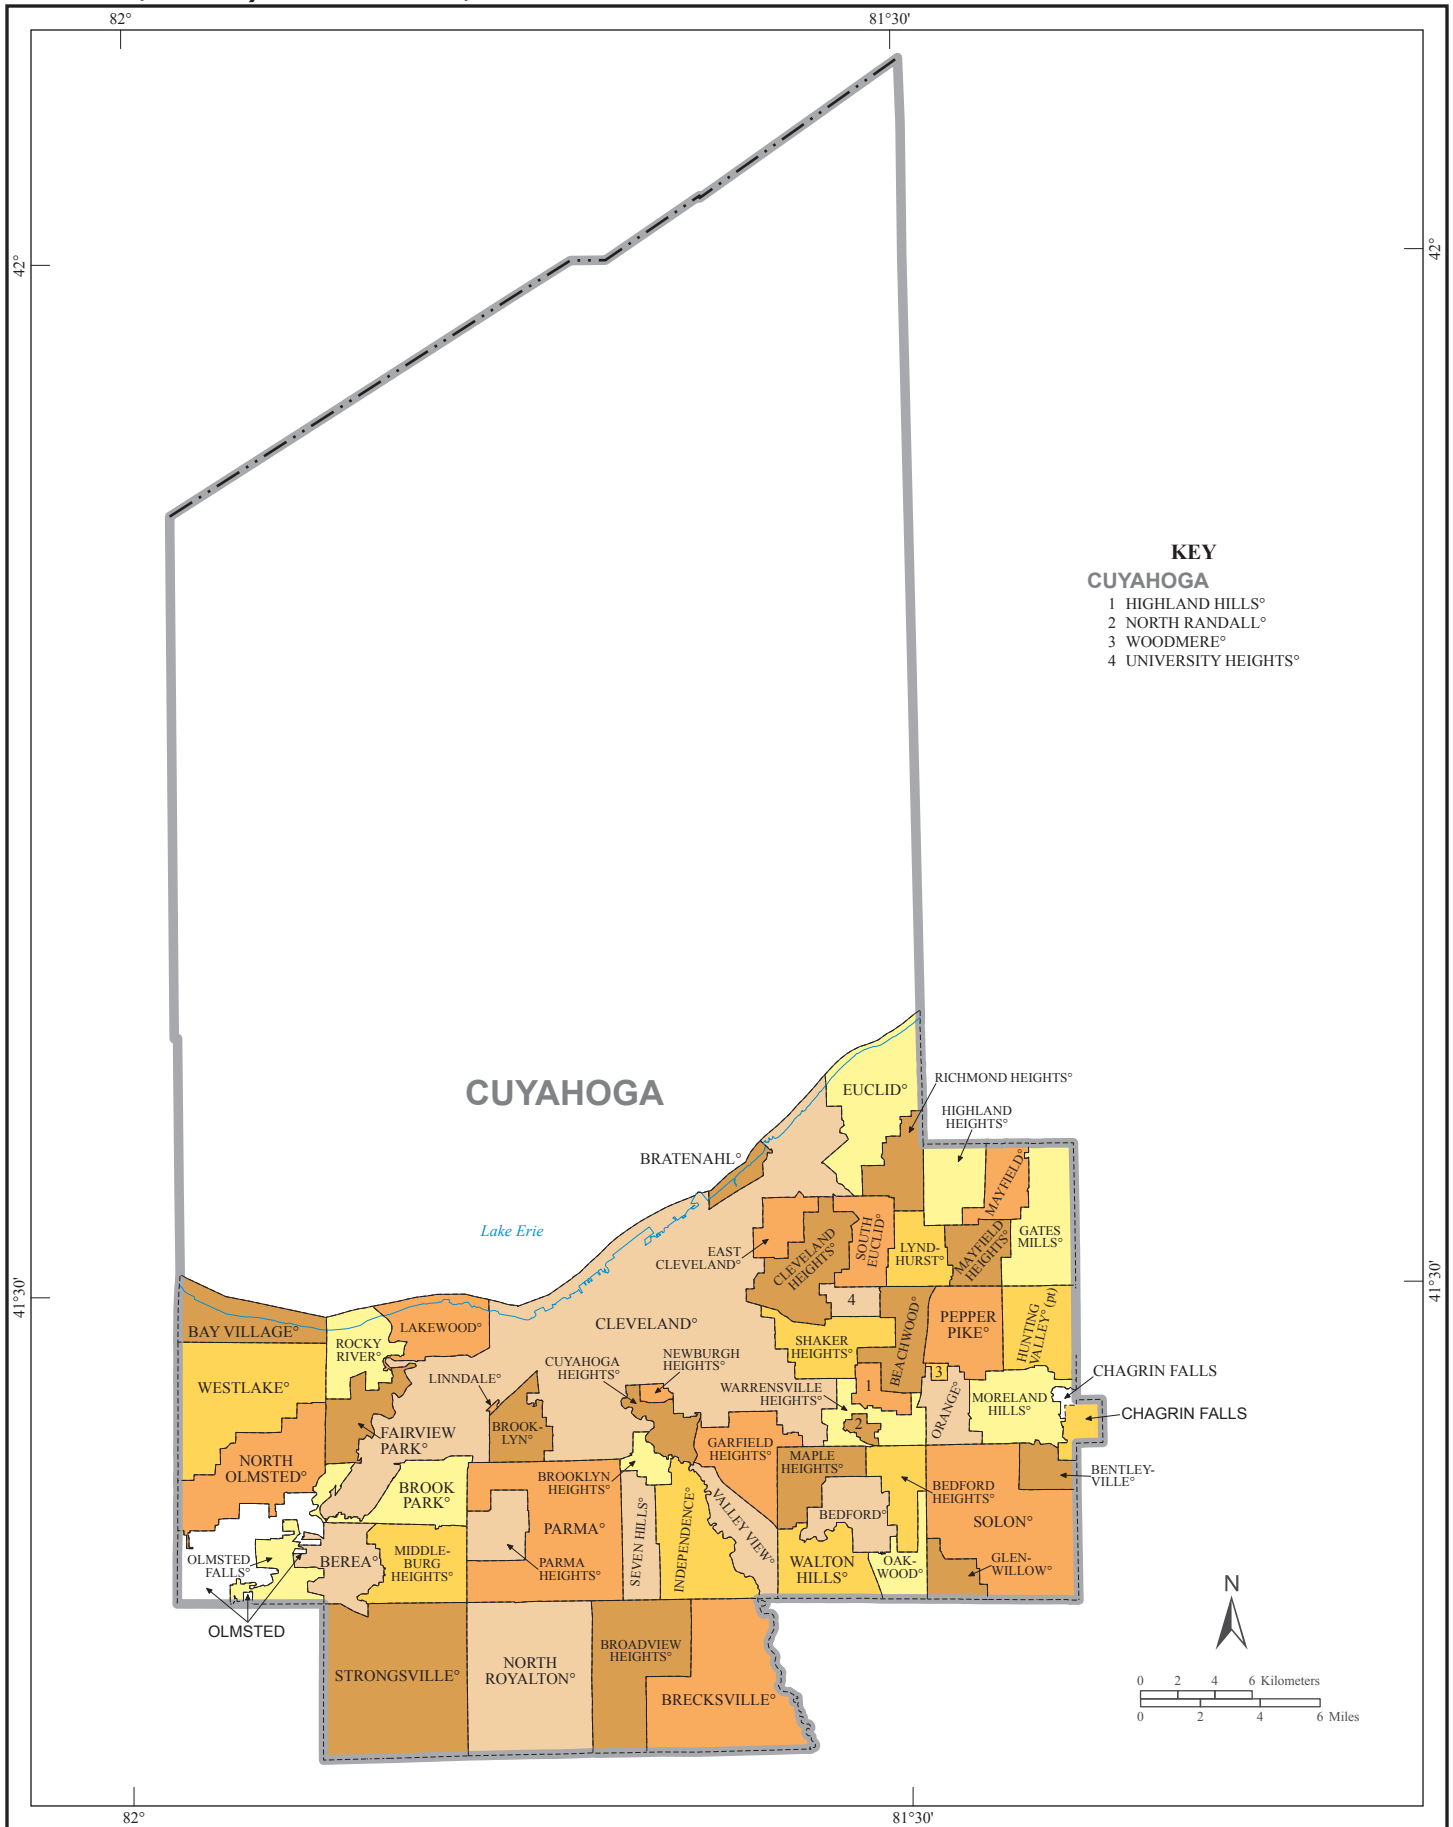 82°
81°30'
42°
42°
KEY
CUYAHOGA
1 HIGHLAND HILLS°
2 NORTH RANDALL°
3 WOODMERE°
4 UNIVERSITY HEIGHTS°
CUYAHOGA
EUCLID°
RICHMOND HEIGHTS°
HIGHLAND
HEIGHTS°
BRATENAHL°
MAYFIELD°
Lake Erie
EAST
CLEVELAND°
CLEVELAND
HEIGHTS°
SOUTH
EUCLID°
LYND-
HURST°
MAYFIELD
HEIGHTS°
GATES
MILLS°
41°30'
41°30'
4
BAY VILLAGE°
ROCKY
RIVER°
LAKEWOOD°
CLEVELAND°
SHAKER
HEIGHTS°
BEACHWOOD°
PEPPER
PIKE°
HUNTING
VALLEY° (pt)
WESTLAKE°
LINNDALE°
CUYAHOGA
HEIGHTS°
NEWBURGH
HEIGHTS°
WARRENSVILLE
HEIGHTS°
1
3
ORANGE°
MORELAND
HILLS°
CHAGRIN FALLS
CHAGRIN FALLS
FAIRVIEW
PARK°
BROOK-
LYN°
2
NORTH
OLMSTED°
BROOK
PARK°
BROOKLYN
HEIGHTS°
GARFIELD
HEIGHTS°
MAPLE
HEIGHTS°
BEDFORD
HEIGHTS°
BENTLEY-
VILLE°
PARMA°
SEVEN HILLS°
INDEPENDENCE°
VALLEY VIEW°
BEDFORD°
SOLON°
OLMSTED
FALLS°
BEREA°
MIDDLE-
BURG
HEIGHTS°
PARMA
HEIGHTS°
WALTON
HILLS°
OAK-
WOOD°
GLEN-
WILLOW°
OLMSTED
STRONGSVILLE°
NORTH
ROYALTON°
BROADVIEW
HEIGHTS°
BRECKSVILLE°
N
0 2 4 6 Kilometers
0 2 4 6 Miles
82°
81°30'